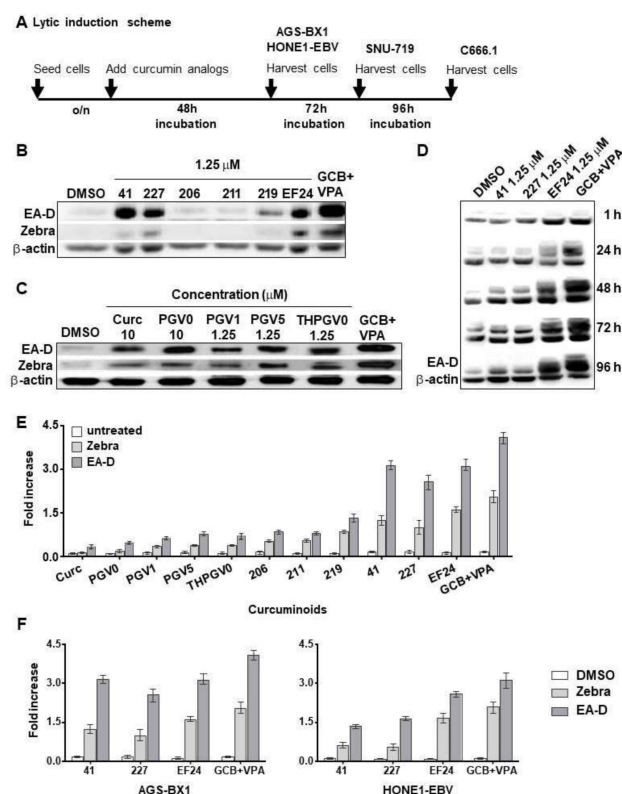 A Lytic induction scheme
AGS-BX1
HONE1-EBV
SNU-719
C666.1
Seed cells
Add curcumin analogs
Harvest cells
Harvest cells
Harvest cells
o/n
48h
incubation
72h
incubation
96h
incubation
B
1.25 µM
DMSO 41 227 206 211 219 EF24 GCB+
VPA
EA-D
Zebra
β-actin
C
Concentration (µM)
DMSO
Curc
10
PGV0
10
PGV1
1.25
PGV5
1.25
THPGV0
1.25
GCB+
VPA
EA-D
Zebra
β-actin
D
DMSO
41 1.25 µM
227 1.25 µM
EF24 1.25 µM
GCB+VPA
1 h
24 h
48 h
72 h
EA-D
β-actin
96 h
E
untreated
Zebra
EA-D
Fold increase
4.5
3.0
1.5
0.0
Curc PGV0 PGV1 PGV5 THPGV0 206 211 219 41 227 EF24 GCB+VPA
Curcuminoids
F
Fold increase
4.5
3.0
1.5
0.0
41 227 EF24 GCB+VPA
AGS-BX1
4.5
3.0
1.5
0.0
41 227 EF24 GCB+VPA
HONE1-EBV
DMSO
Zebra
EA-D